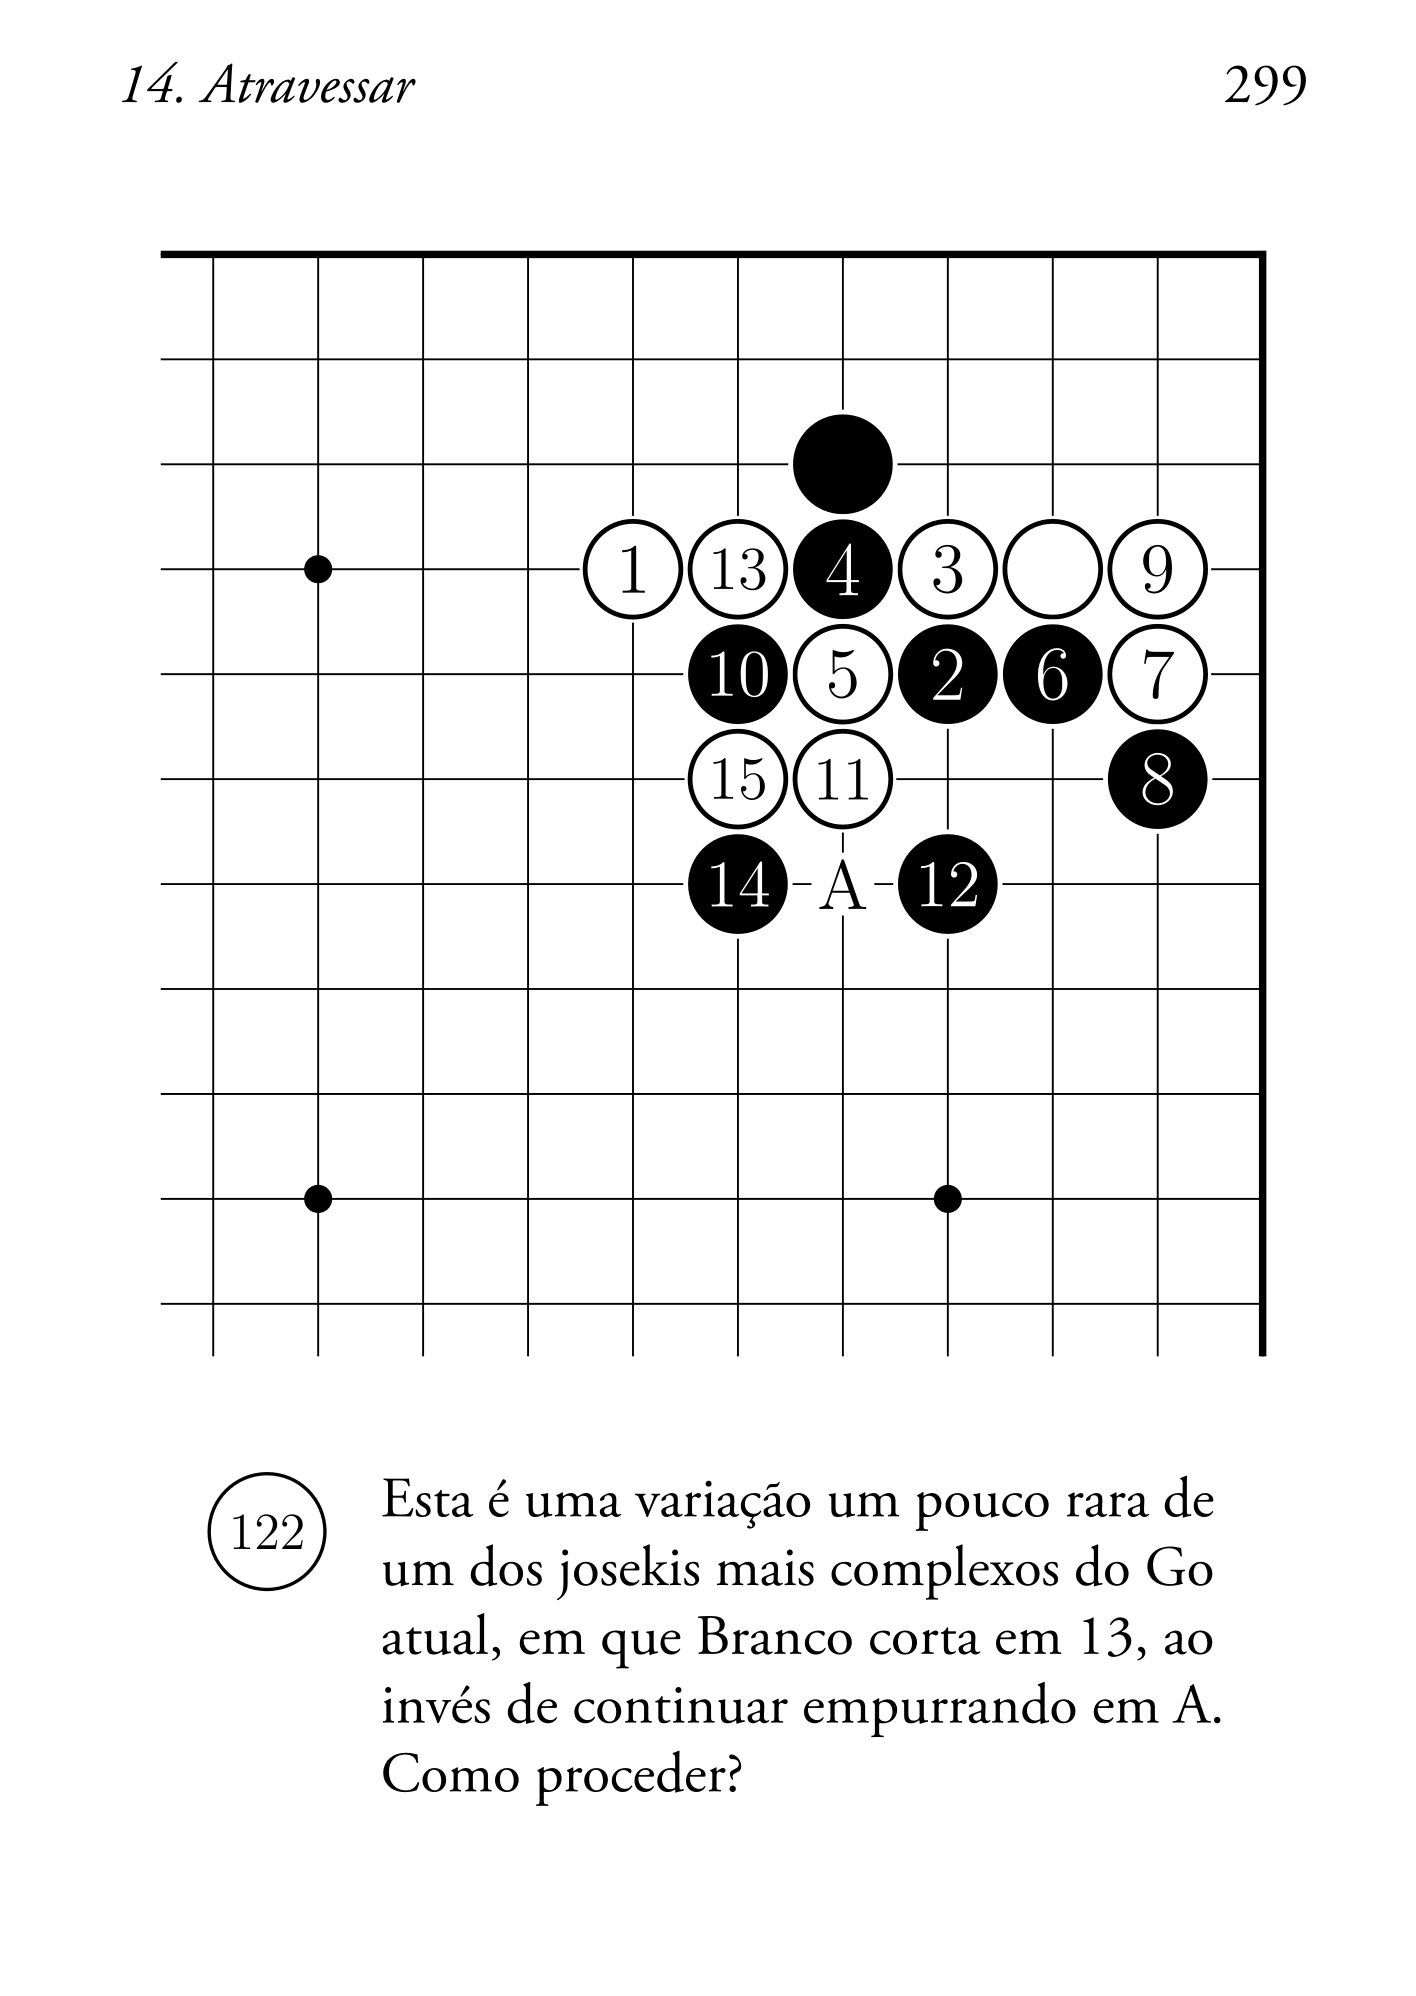 14. Atravessar 299
1 13 4 3 9
10 5 2 6 7
15 11 8
14 A 12
122 Esta é uma variação um pouco rara de
um dos josekis mais complexos do Go
atual, em que Branco corta em 13, ao
invés de continuar empurrando em A.
Como proceder?